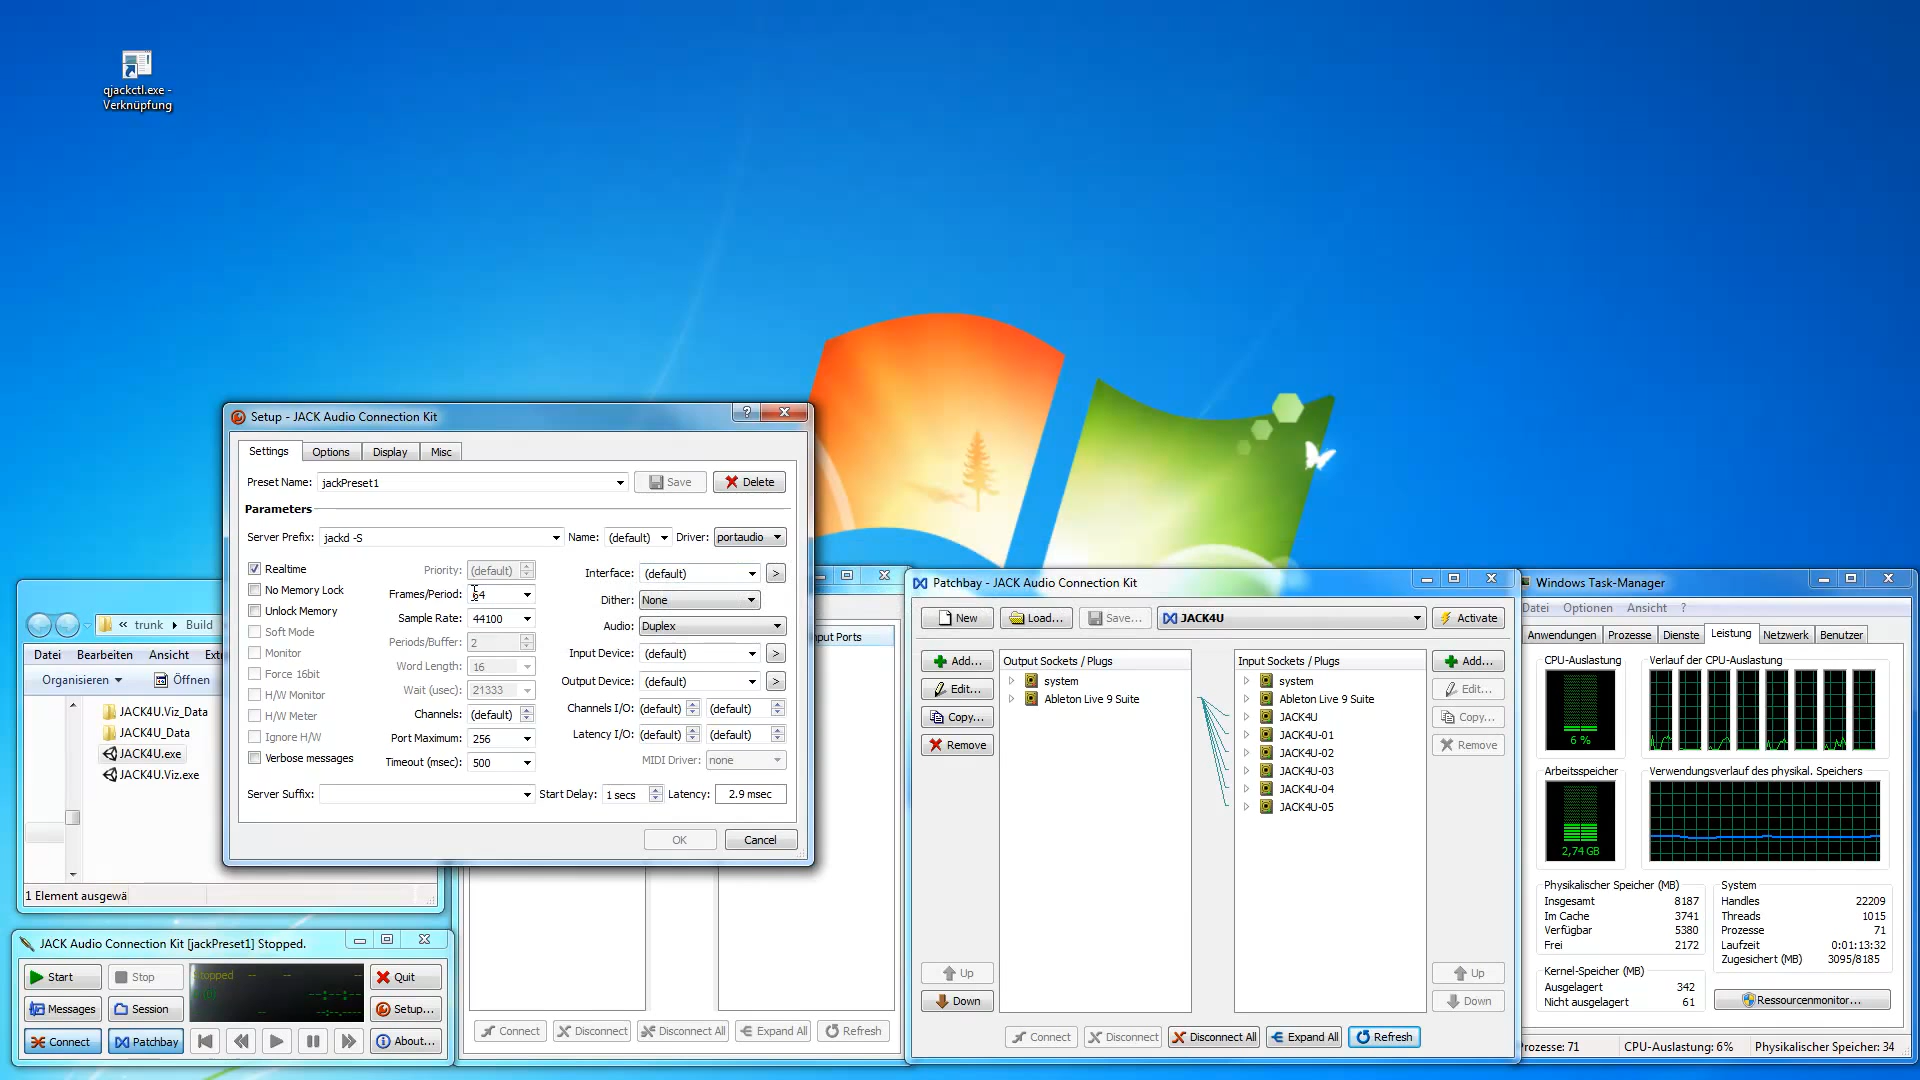 qjackctl.exe -
Verknüpfung
Setup - JACK Audio Connection Kit
?
Settings
Options
Display
Misc
Preset Name:
jackPreset1
Save
Delete
Parameters
Server Prefix:
jackd -S
Name:
(default)
Driver:
portaudio
Realtime
No Memory Lock
Unlock Memory
Soft Mode
Monitor
Force 16bit
H/W Monitor
H/W Meter
Ignore H/W
Verbose messages
Priority:
(default)
Frames/Period:
64
Sample Rate:
44100
Periods/Buffer:
2
Word Length:
16
Wait (usec):
21333
Channels:
(default)
Port Maximum:
256
Timeout (msec):
500
Interface:
(default)
>
Dither:
None
Audio:
Duplex
Input Device:
(default)
>
Output Device:
(default)
>
Channels I/O:
(default)
(default)
Latency I/O:
(default)
(default)
MIDI Driver:
none
Server Suffix:
Start Delay:
1 secs
Latency:
2.9 msec
OK
Cancel
« trunk
Build
Datei
Bearbeiten
Ansicht
Organisieren
Öffnen
JACK4U.Viz_Data
JACK4U_Data
JACK4U.exe
JACK4U.Viz.exe
1 Element ausgewä
JACK Audio Connection Kit [jackPreset1] Stopped.
Start
Stop
Stopped
--
--
--
Quit
--:--:--
Messages
Session
--
--:--.--
Setup...
Connect
Patchbay
About...
Ports
Connect
Disconnect
Disconnect All
Expand All
Refresh
Patchbay - JACK Audio Connection Kit
New
Load...
Save...
JACK4U
Activate
Add...
Edit...
Copy...
Remove
Output Sockets / Plugs
system
Ableton Live 9 Suite
Input Sockets / Plugs
system
Ableton Live 9 Suite
JACK4U
JACK4U-01
JACK4U-02
JACK4U-03
JACK4U-04
JACK4U-05
Add...
Edit...
Copy...
Remove
Up
Down
Up
Down
Connect
Disconnect
Disconnect All
Expand All
Refresh
Windows Task-Manager
Datei
Optionen
Ansicht
?
Anwendungen
Prozesse
Dienste
Leistung
Netzwerk
Benutzer
CPU-Auslastung
6 %
Verlauf der CPU-Auslastung
Arbeitsspeicher
2,74 GB
Verwendungsverlauf des physikal. Speichers
Physikalischer Speicher (MB)
Insgesamt 8187
Im Cache 3741
Verfügbar 5380
Frei 2172
System
Handles 22209
Threads 1015
Prozesse 71
Laufzeit 0:01:13:32
Zugesichert (MB) 3095/8185
Kernel-Speicher (MB)
Ausgelagert 342
Nicht ausgelagert 61
Ressourcenmonitor...
rozesse: 71
CPU-Auslastung: 6%
Physikalischer Speicher: 34